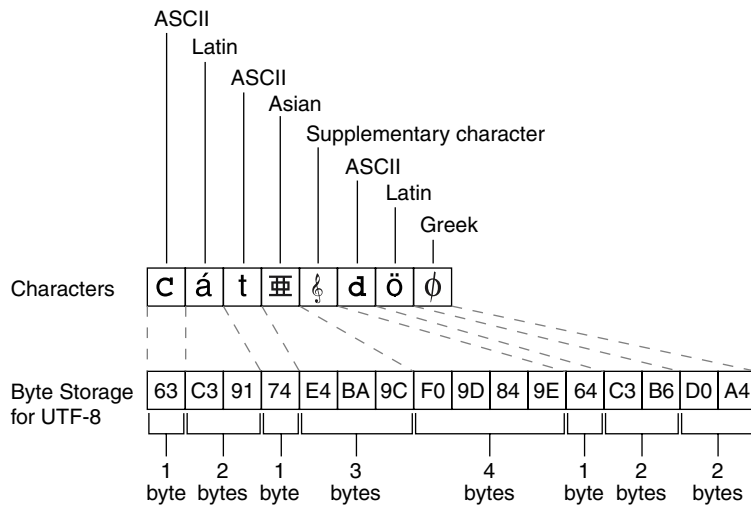 ASCII
Latin
ASCII
Asian
Supplementary character
ASCII
Latin
Greek
Characters c á t 亜 𝄞 d ö ϕ
Byte Storage for UTF-8 63 C3 91 74 E4 BA 9C F0 9D 84 9E 64 C3 B6 D0 A4
1 byte 2 bytes 1 byte 3 bytes 4 bytes 1 byte 2 bytes 2 bytes